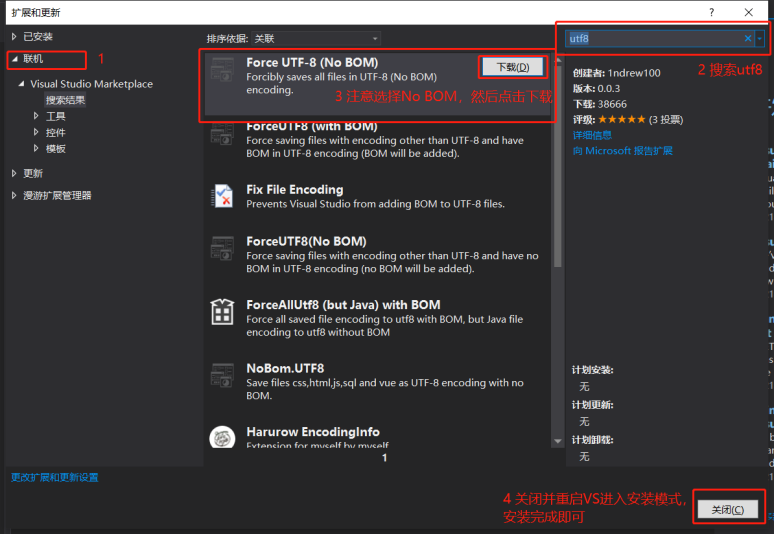 扩展和更新
已安装
联机
1
Visual Studio Marketplace
搜索结果
工具
控件
模板
更新
漫游扩展管理器
更改扩展和更新设置
排序依据: 关联
Force UTF-8 (No BOM)
Forcibly saves all files in UTF-8 (No BOM)
encoding.
下载(D)
3 注意选择No BOM，然后点击下载
ForceUTF8 (with BOM)
Force saving files with encoding other than UTF-8 and have
BOM in UTF-8 encoding (BOM will be added).
Fix File Encoding
Prevents Visual Studio from adding BOM to UTF-8 files.
ForceUTF8(No BOM)
Force saving files with encoding other than UTF-8 and have no
BOM in UTF-8 encoding (no BOM will be added).
ForceAllUtf8 (but Java) with BOM
Force all saved file encoding to utf8 with BOM, but Java file
encoding to utf8 without BOM
NoBom.UTF8
Save files css,html,js,sql and vue as UTF-8 encoding with no
BOM.
Harurow EncodingInfo
Extension for myself by myself
1
utf8
2 搜索utf8
创建者: 1ndrew100
版本: 0.0.3
下载: 38666
评级: ★★★★★ (3 投票)
详细信息
向 Microsoft 报告扩展
计划安装:
无
计划更新:
无
计划卸载:
无
4 关闭并重启VS进入安装模式，
安装完成即可
关闭(C)